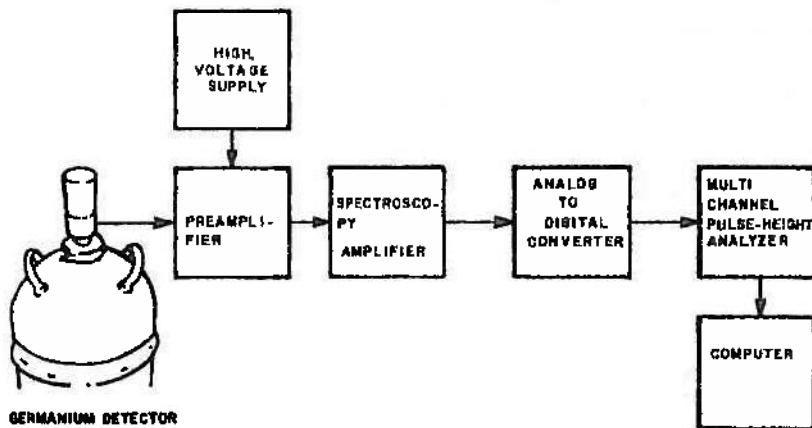 HIGH,
VOLTAGE
SUPPLY
PREAMPLI-
FIER
SPECTROSCO-
PY
AMPLIFIER
ANALOG
TO
DIGITAL
CONVERTER
MULTI
CHANNEL
PULSE-HEIGHT
ANALYZER
COMPUTER
GERMANIUM DETECTOR